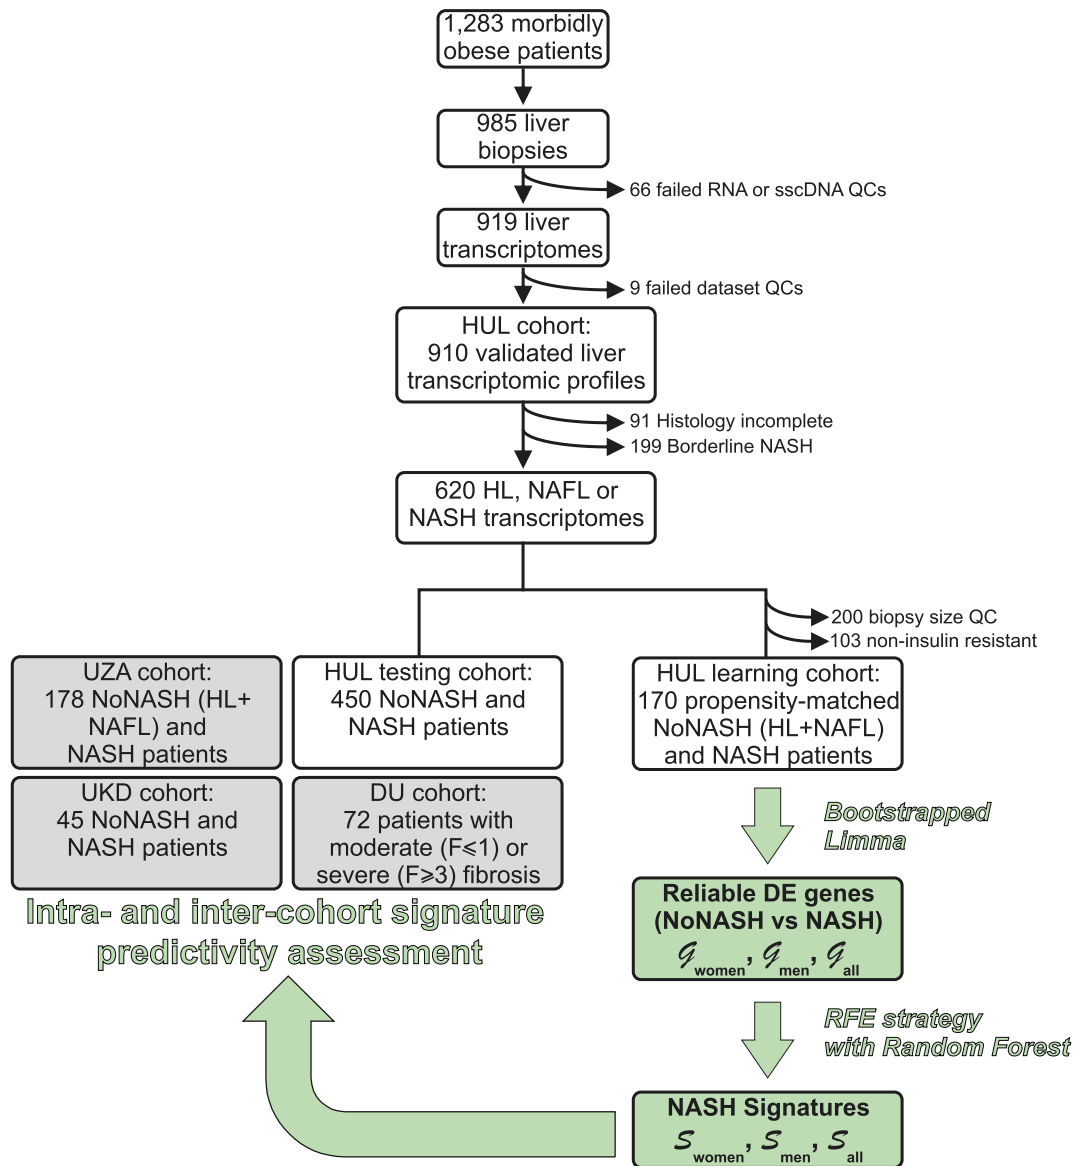 1,283 morbidly
obese patients
985 liver
biopsies
66 failed RNA or sscDNA QCs
919 liver
transcriptomes
9 failed dataset QCs
HUL cohort:
910 validated liver
transcriptomic profiles
91 Histology incomplete
199 Borderline NASH
620 HL, NAFL or
NASH transcriptomes
200 biopsy size QC
103 non-insulin resistant
UZA cohort:
178 NoNASH (HL+
NAFL) and
NASH patients
HUL testing cohort:
450 NoNASH and
NASH patients
HUL learning cohort:
170 propensity-matched
NoNASH (HL+NAFL)
and NASH patients
UKD cohort:
45 NoNASH and
NASH patients
DU cohort:
72 patients with
moderate (F⩽1) or
severe (F⩾3) fibrosis
Bootstrapped
Limma
Intra- and inter-cohort signature
predictivity assessment
Reliable DE genes
(NoNASH vs NASH)
𝒢women, 𝒢men, 𝒢all
RFE strategy
with Random Forest
NASH Signatures
𝒮women, 𝒮men, 𝒮all